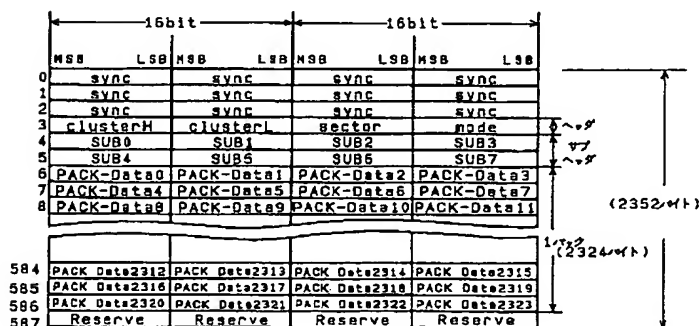 16bit 16bit
MSB LSB MSB LSB MSB LSB MSB LSB
0 sync sync sync sync
1 sync sync sync sync
2 sync sync sync sync
3 clusterH clusterL sector mode ヘッダ
4 SUB0 SUB1 SUB2 SUB3 サブ
5 SUB4 SUB5 SUB6 SUB7 ヘッダ
6 PACK-Data0 PACK-Data1 PACK-Data2 PACK-Data3
7 PACK-Data4 PACK-Data5 PACK-Data6 PACK-Data7
8 PACK-Data8 PACK-Data9 PACK-Data10 PACK-Data11
(2352バイト)
1パック
(2324バイト)
584 PACK Data2312 PACK Data2313 PACK Data2314 PACK Data2315
585 PACK Data2316 PACK Data2317 PACK Data2318 PACK Data2319
586 PACK Data2320 PACK Data2321 PACK Data2322 PACK Data2323
587 Reserve Reserve Reserve Reserve